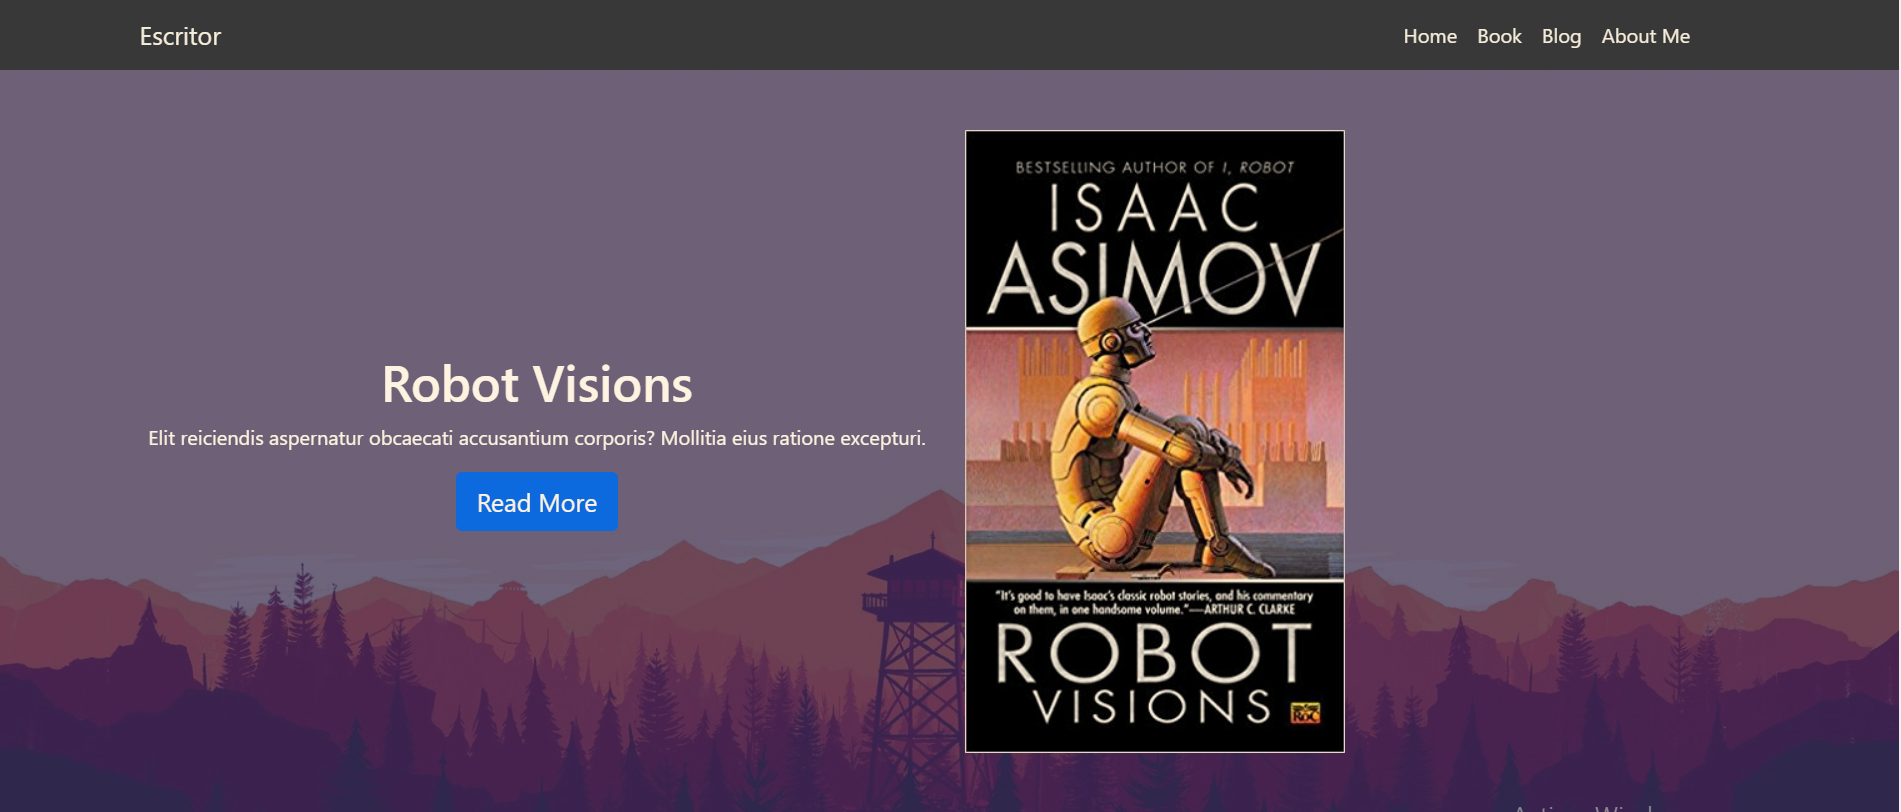 Escritor
Home Book Blog About Me
Robot Visions
Elit reiciendis aspernatur obcaecati accusantium corporis? Mollitia eius ratione excepturi.
Read More
BESTSELLING AUTHOR OF I, ROBOT
ISAAC
ASIMOV
"It's good to have Isaac's classic robot stories, and his commentary
on them, in one handsome volume."—ARTHUR C. CLARKE
ROBOT
VISIONS
ROC